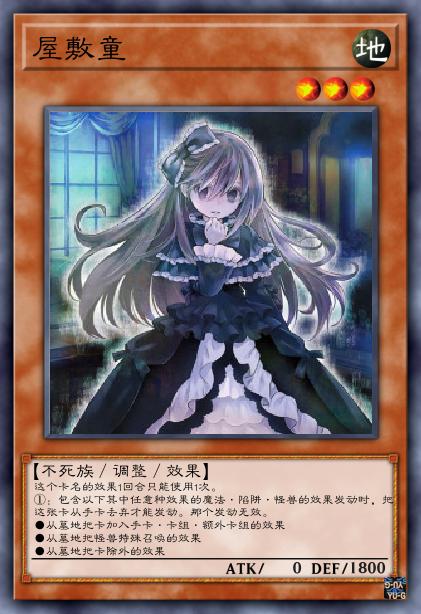 屋敷童
地
【不死族／调整／效果】
这个卡名的效果1回合只能使用1次。
①：包含以下其中任意种效果的魔法·陷阱·怪兽的效果发动时，把
这张卡从手卡丢弃才能发动。那个发动无效。
●从墓地把卡加入手卡·卡组·额外卡组的效果
●从墓地把怪兽特殊召唤的效果
●从墓地把卡除外的效果
ATK/ 0 DEF/1800